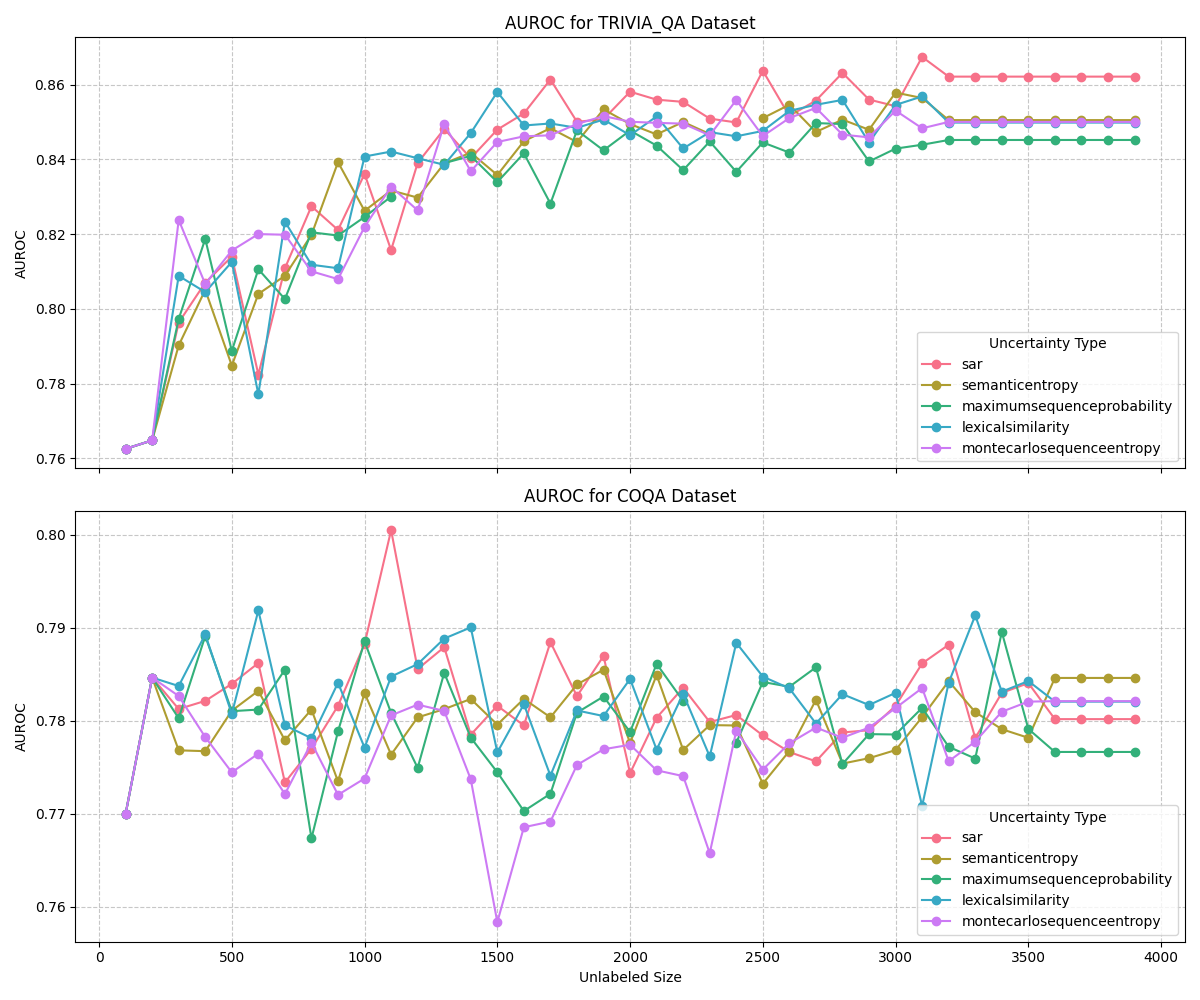 AUROC for TRIVIA_QA Dataset
AUROC
0.86
0.84
0.82
0.80
0.78
0.76
Uncertainty Type
sar
semanticentropy
maximumsequenceprobability
lexicalsimilarity
montecarlosequenceentropy
AUROC for COQA Dataset
AUROC
0.80
0.79
0.78
0.77
0.76
Uncertainty Type
sar
semanticentropy
maximumsequenceprobability
lexicalsimilarity
montecarlosequenceentropy
0 500 1000 1500 2000 2500 3000 3500 4000
Unlabeled Size